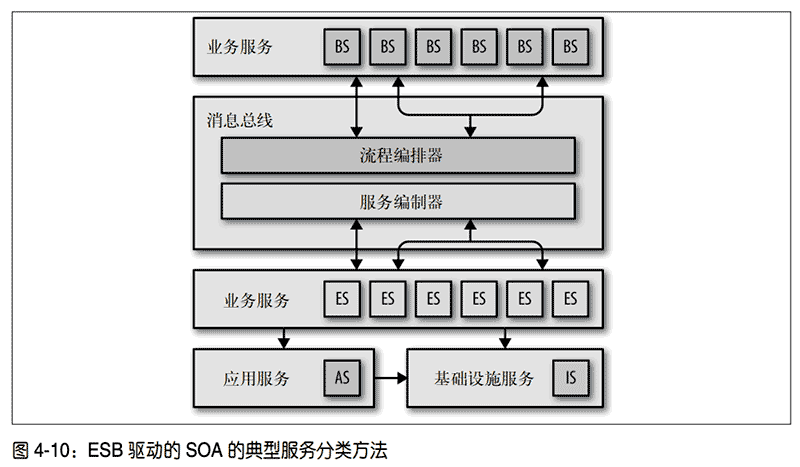 业务服务 BS BS BS BS BS BS
消息总线
流程编排器
服务编制器
业务服务 ES ES ES ES ES ES
应用服务 AS 基础设施服务 IS
图 4-10：ESB 驱动的 SOA 的典型服务分类方法